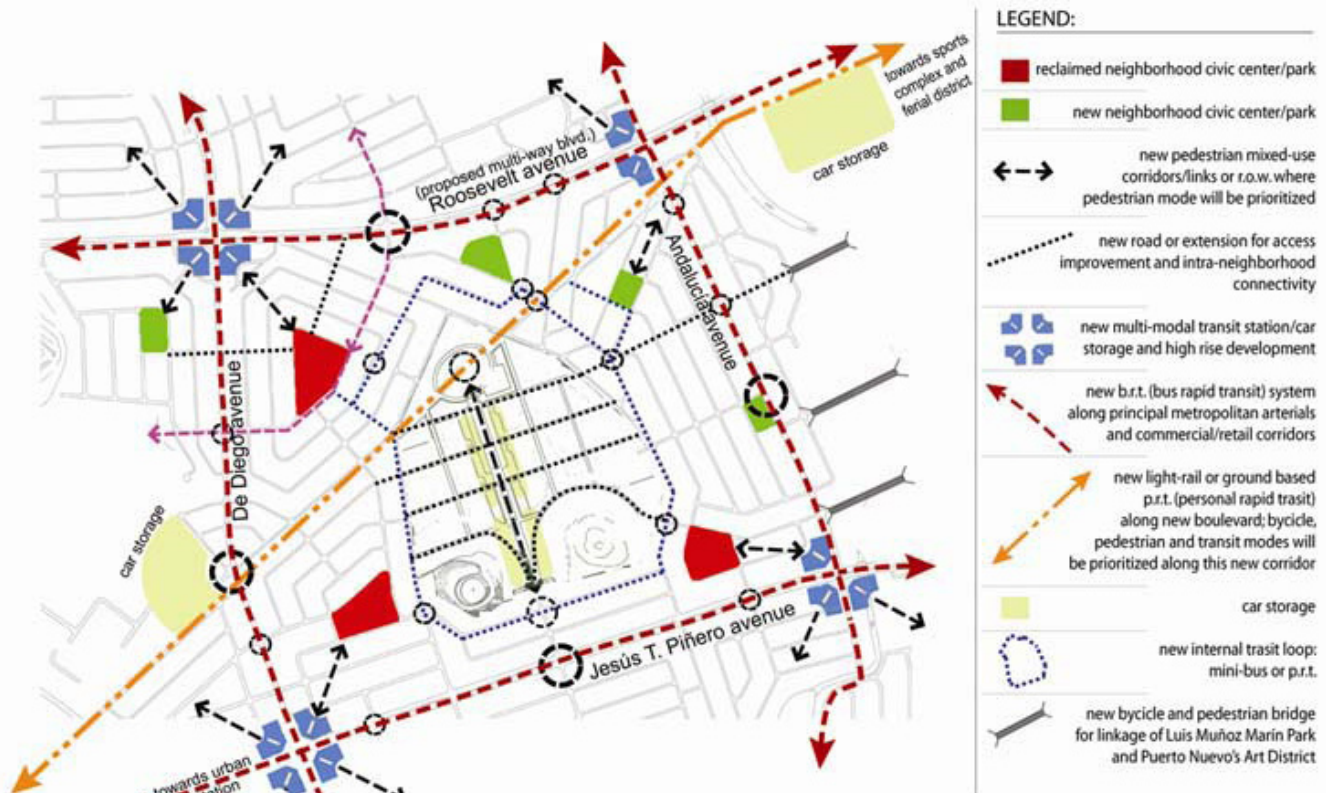 towards sports
complex and
ferial district
(proposed multi-way blvd.)
Roosevelt avenue
car storage
Andalucía avenue
De Diego avenue
car storage
Jesús T. Piñero avenue
towards urban
LEGEND:
reclaimed neighborhood civic center/park
new neighborhood civic center/park
new pedestrian mixed-use
corridors/links or r.o.w. where
pedestrian mode will be prioritized
new road or extension for access
improvement and intra-neighborhood
connectivity
new multi-modal transit station/car
storage and high rise development
new b.r.t. (bus rapid transit) system
along principal metropolitan arterials
and commercial/retail corridors
new light-rail or ground based
p.r.t. (personal rapid trasit)
along new boulevard; bycicle,
pedestrian and transit modes will
be prioritized along this new corridor
car storage
new internal trasit loop:
mini-bus or p.r.t.
new bycicle and pedestrian bridge
for linkage of Luis Muñoz Marín Park
and Puerto Nuevo's Art District